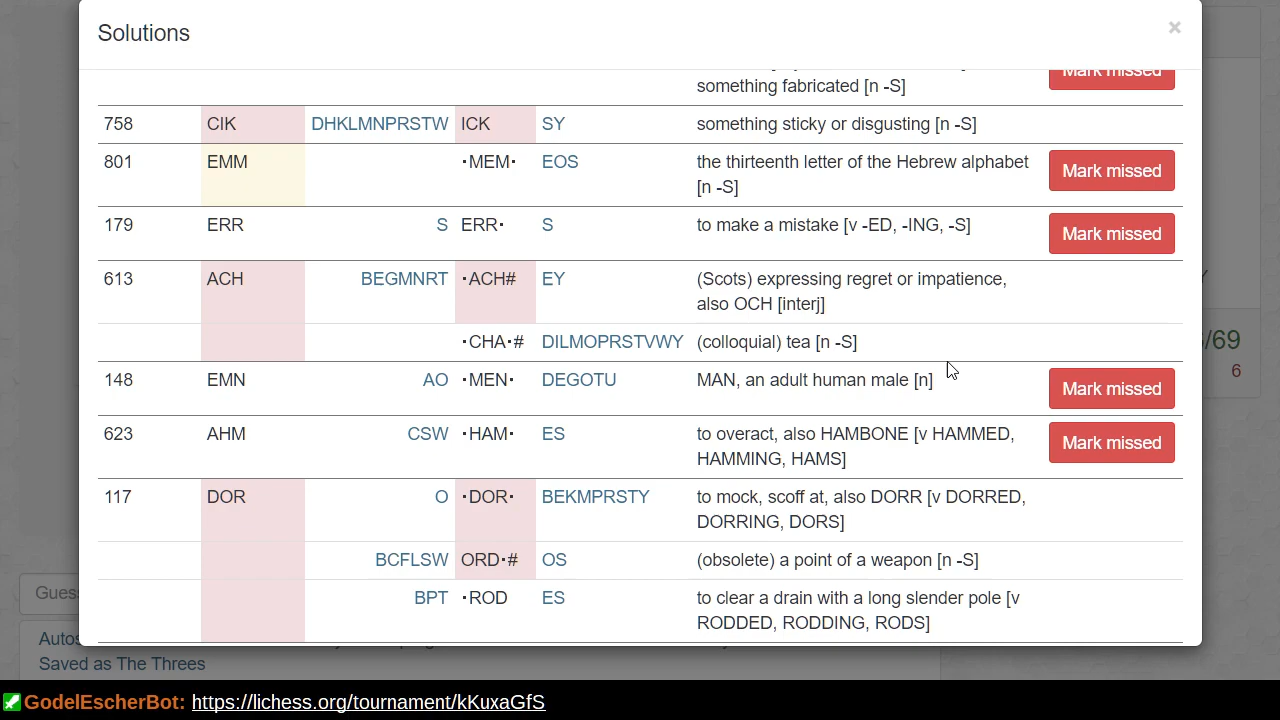 Solutions
×
something fabricated [n -S]
Mark missed
758 CIK DHKLMNPRSTW ICK SY something sticky or disgusting [n -S]
801 EMM ·MEM· EOS the thirteenth letter of the Hebrew alphabet
[n -S]
Mark missed
179 ERR S ERR· S to make a mistake [v -ED, -ING, -S]
Mark missed
613 ACH BEGMNRT ·ACH# EY (Scots) expressing regret or impatience,
also OCH [interj]
·CHA·# DILMOPRSTVWY (colloquial) tea [n -S]
148 EMN AO ·MEN· DEGOTU MAN, an adult human male [n]
Mark missed
623 AHM CSW ·HAM· ES to overact, also HAMBONE [v HAMMED,
HAMMING, HAMS]
Mark missed
117 DOR O ·DOR· BEKMPRSTY to mock, scoff at, also DORR [v DORRED,
DORRING, DORS]
BCFLSW ORD·# OS (obsolete) a point of a weapon [n -S]
BPT ·ROD ES to clear a drain with a long slender pole [v
RODDED, RODDING, RODS]
/69
6
Gues
Autos
Saved as The Threes
GodelEscherBot: https://lichess.org/tournament/kKuxaGfS